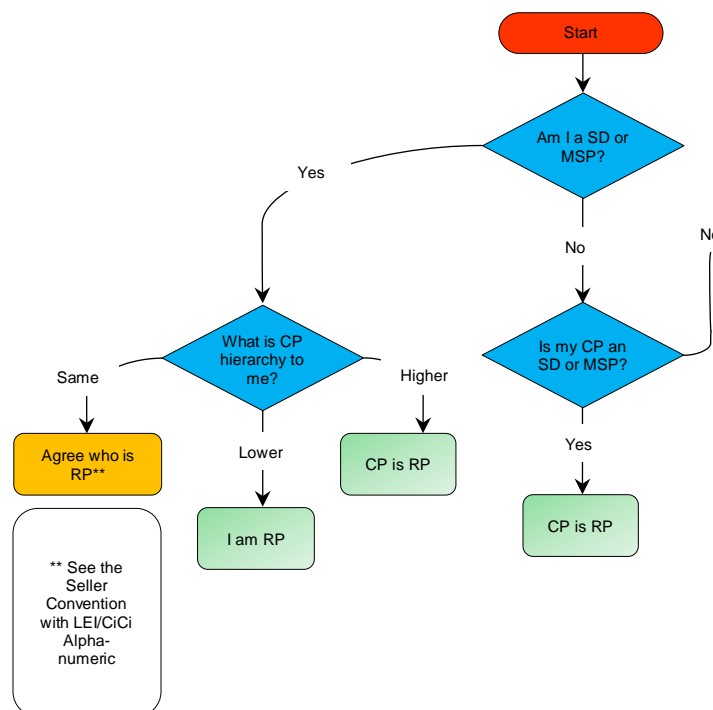 Start
Am I a SD or
MSP?
Yes
No
What is CP
hierarchy to
me?
Is my CP an
SD or MSP?
Same
Higher
Lower
Yes
Agree who is
RP**
CP is RP
I am RP
CP is RP
** See the
Seller
Convention
with LEI/CiCi
Alpha-
numeric